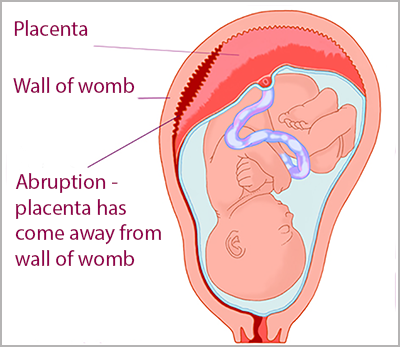 Placenta
Wall of womb
Abruption -
placenta has
come away from
wall of womb